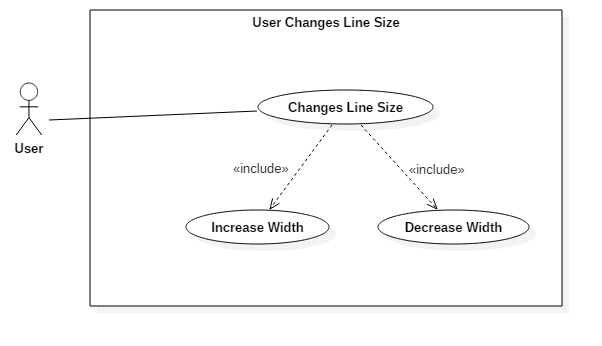 User Changes Line Size
Changes Line Size
User
«include»
«include»
Increase Width
Decrease Width